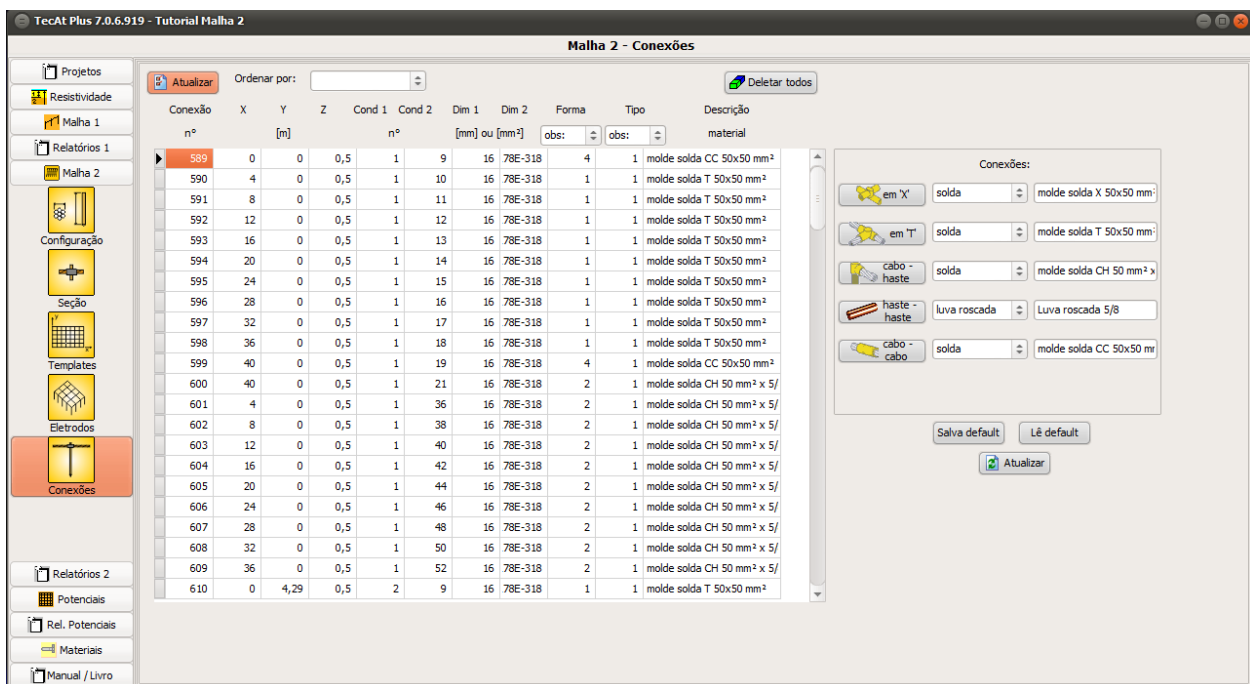 TecAt Plus 7.0.6.919 - Tutorial Malha 2
Malha 2 - Conexões
Projetos
Resistividade
Malha 1
Relatórios 1
Malha 2
Configuração
Seção
Templates
Eletrodos
Conexões
Relatórios 2
Potenciais
Rel. Potenciais
Materiais
Manual / Livro
Atualizar Ordenar por: Deletar todos
Conexão X Y Z Cond 1 Cond 2 Dim 1 Dim 2 Forma Tipo Descrição
n° [m] n° [mm] ou [mm²] obs: obs: material
589 0 0 0,5 1 9 16 .78E-318 4 1 molde solda CC 50x50 mm²
590 4 0 0,5 1 10 16 .78E-318 1 1 molde solda T 50x50 mm²
591 8 0 0,5 1 11 16 .78E-318 1 1 molde solda T 50x50 mm²
592 12 0 0,5 1 12 16 .78E-318 1 1 molde solda T 50x50 mm²
593 16 0 0,5 1 13 16 .78E-318 1 1 molde solda T 50x50 mm²
594 20 0 0,5 1 14 16 .78E-318 1 1 molde solda T 50x50 mm²
595 24 0 0,5 1 15 16 .78E-318 1 1 molde solda T 50x50 mm²
596 28 0 0,5 1 16 16 .78E-318 1 1 molde solda T 50x50 mm²
597 32 0 0,5 1 17 16 .78E-318 1 1 molde solda T 50x50 mm²
598 36 0 0,5 1 18 16 .78E-318 1 1 molde solda T 50x50 mm²
599 40 0 0,5 1 19 16 .78E-318 4 1 molde solda CC 50x50 mm²
600 40 0 0,5 1 21 16 .78E-318 2 1 molde solda CH 50 mm² x 5/
601 4 0 0,5 1 36 16 .78E-318 2 1 molde solda CH 50 mm² x 5/
602 8 0 0,5 1 38 16 .78E-318 2 1 molde solda CH 50 mm² x 5/
603 12 0 0,5 1 40 16 .78E-318 2 1 molde solda CH 50 mm² x 5/
604 16 0 0,5 1 42 16 .78E-318 2 1 molde solda CH 50 mm² x 5/
605 20 0 0,5 1 44 16 .78E-318 2 1 molde solda CH 50 mm² x 5/
606 24 0 0,5 1 46 16 .78E-318 2 1 molde solda CH 50 mm² x 5/
607 28 0 0,5 1 48 16 .78E-318 2 1 molde solda CH 50 mm² x 5/
608 32 0 0,5 1 50 16 .78E-318 2 1 molde solda CH 50 mm² x 5/
609 36 0 0,5 1 52 16 .78E-318 2 1 molde solda CH 50 mm² x 5/
610 0 4,29 0,5 2 9 16 .78E-318 1 1 molde solda T 50x50 mm²
Conexões:
em 'X' solda molde solda X 50x50 mm²
em 'T' solda molde solda T 50x50 mm²
cabo - haste solda molde solda CH 50 mm² x
haste - haste luva roscada Luva roscada 5/8
cabo - cabo solda molde solda CC 50x50 mm
Salva default Lê default
Atualizar